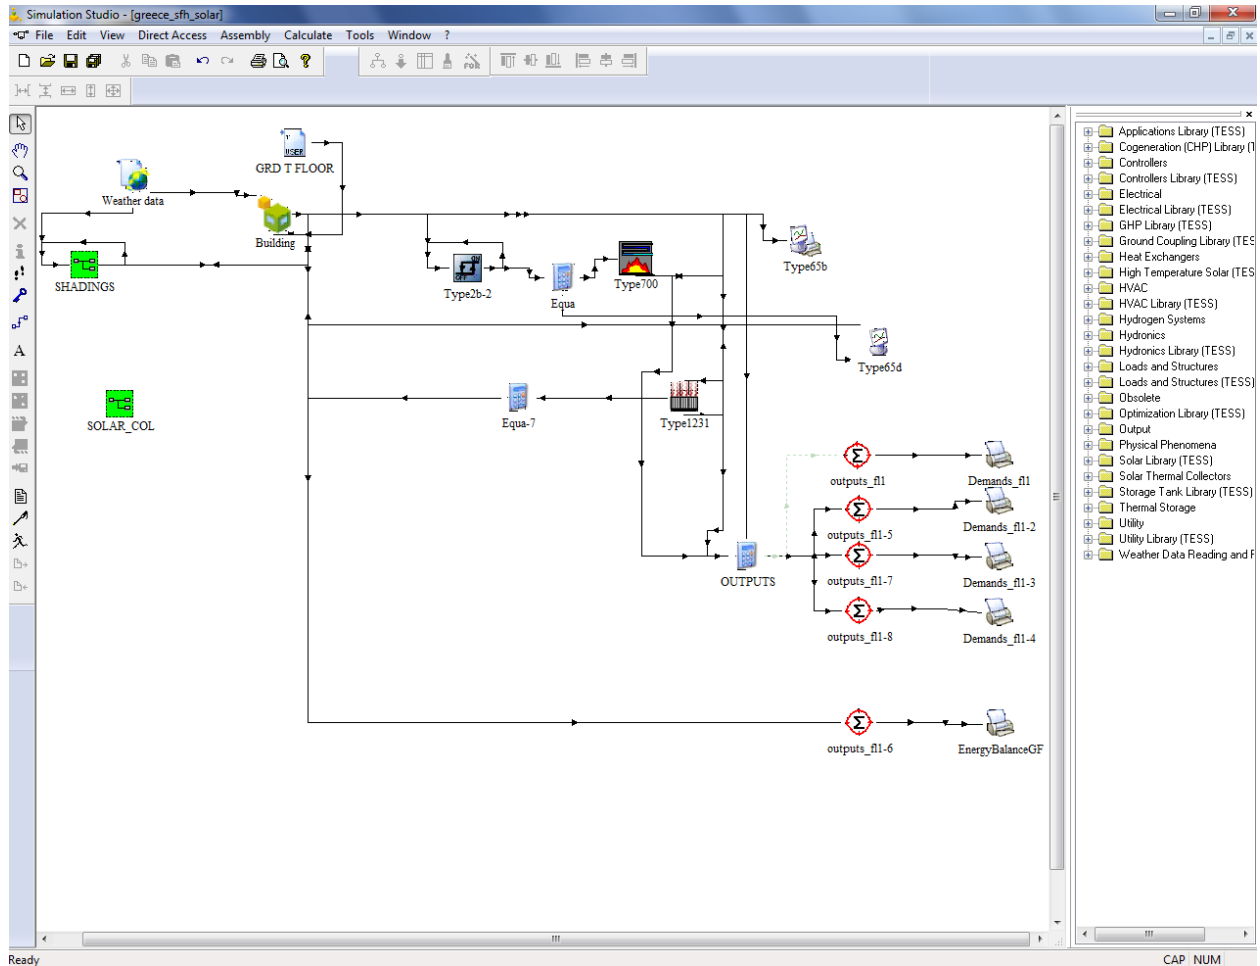 Simulation Studio - [greece_sfh_solar]
File Edit View Direct Access Assembly Calculate Tools Window ?
FOR
A
USER
GRD T FLOOR
Weather data
Building
SHADINGS
ON
OFF
Type2b-2
Equa
Type700
Type65b
Type65d
SOLAR_COL
Equa-7
Type1231
outputs_fl1
Demands_fl1
outputs_fl1-5
Demands_fl1-2
OUTPUTS
outputs_fl1-7
Demands_fl1-3
outputs_fl1-8
Demands_fl1-4
outputs_fl1-6
EnergyBalanceGF
Applications Library (TESS)
Cogeneration (CHP) Library (T
Controllers
Controllers Library (TESS)
Electrical
Electrical Library (TESS)
GHP Library (TESS)
Ground Coupling Library (TES
Heat Exchangers
High Temperature Solar (TES
HVAC
HVAC Library (TESS)
Hydrogen Systems
Hydronics
Hydronics Library (TESS)
Loads and Structures
Loads and Structures (TESS)
Obsolete
Optimization Library (TESS)
Output
Physical Phenomena
Solar Library (TESS)
Solar Thermal Collectors
Storage Tank Library (TESS)
Thermal Storage
Utility
Utility Library (TESS)
Weather Data Reading and F
Ready
CAP NUM